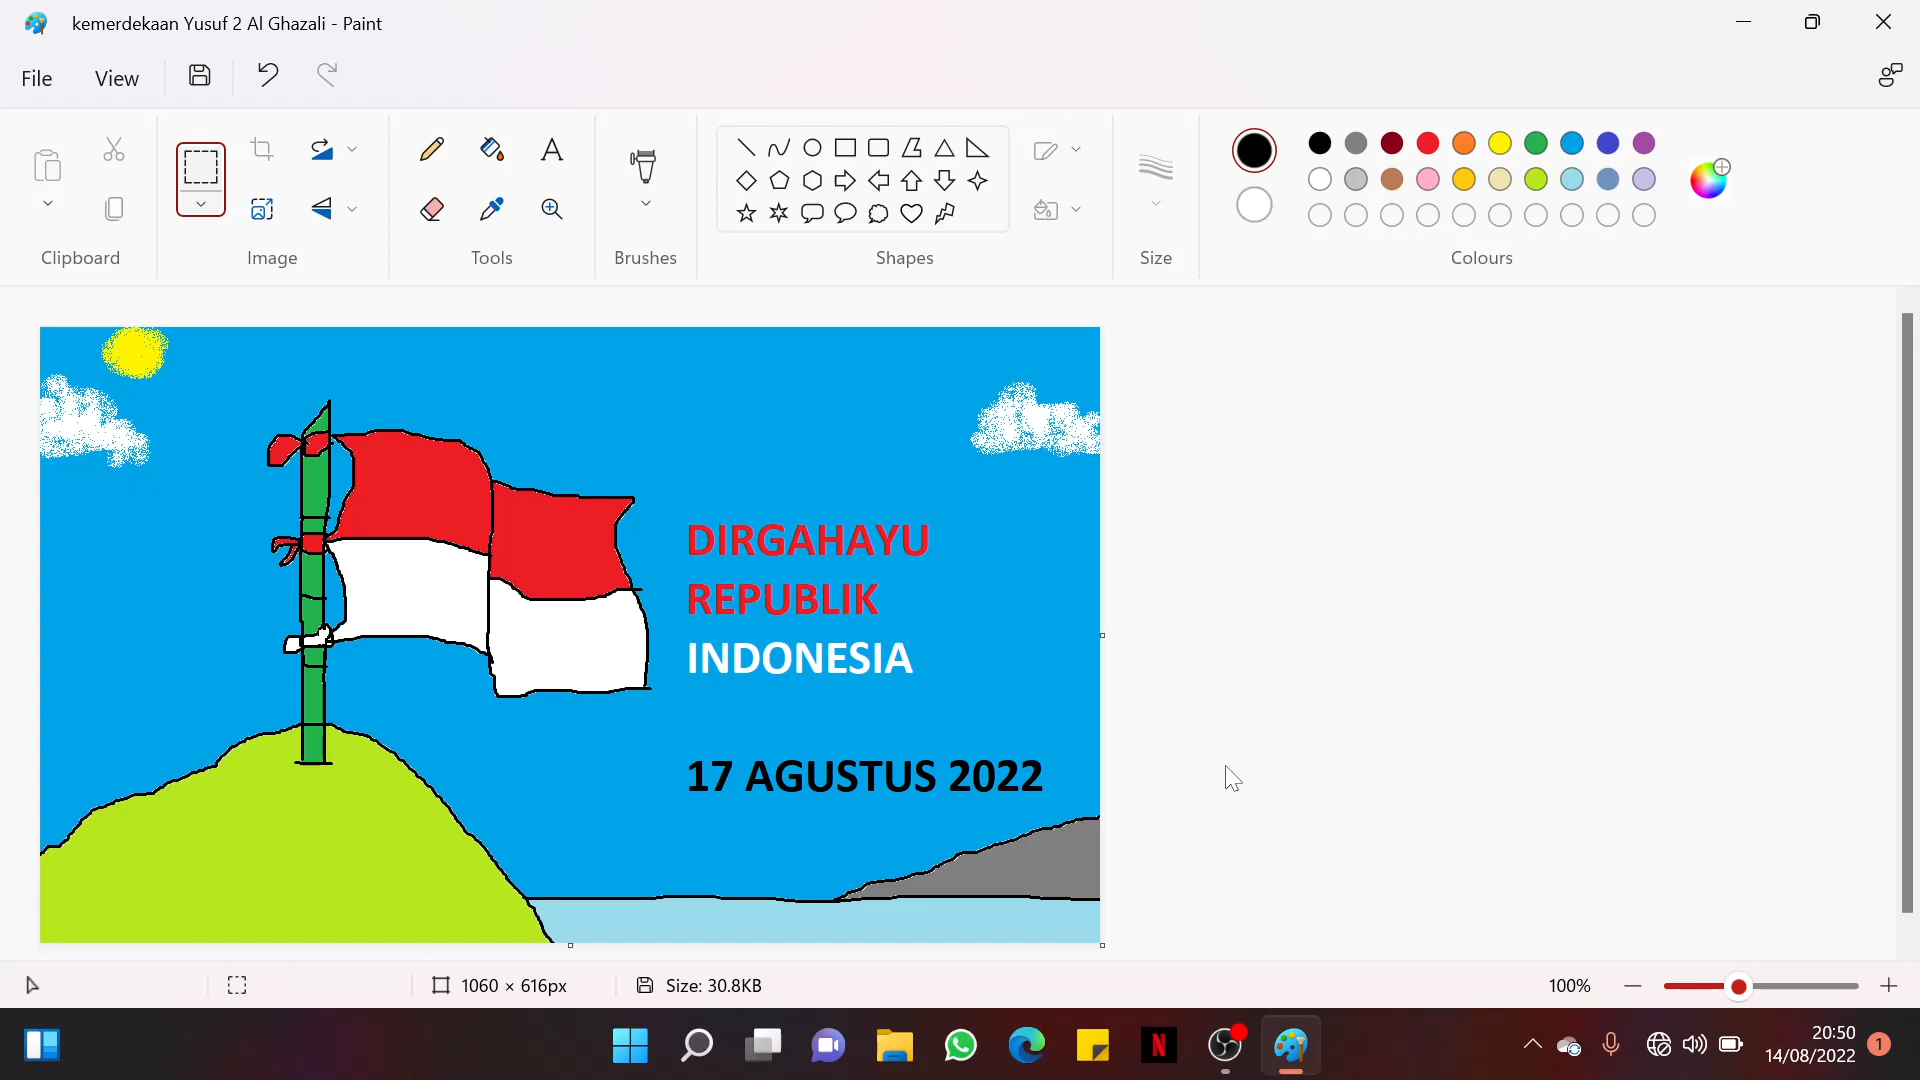 kemerdekaan Yusuf 2 Al Ghazali - Paint
File View
Clipboard Image Tools Brushes Shapes Size Colours
DIRGAHAYU
REPUBLIK
INDONESIA
17 AGUSTUS 2022
1060 × 616px Size: 30.8KB 100%
20:50
14/08/2022 1